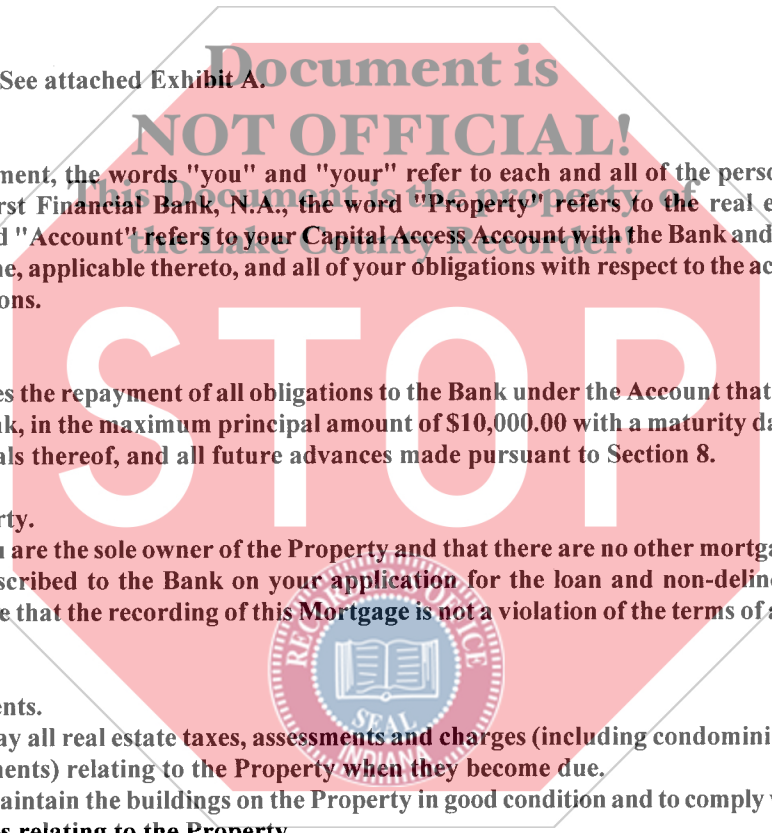 Document is
See attached Exhibit A.
NOT OFFICIAL!
ment, the words "you" and "your" refer to each and all of the perso
This Document is the property of
rst Financial Bank, N.A., the word "Property" refers to the real e
d "Account" refers to your Capital Access Account with the Bank and
the Lake County Recorder!
e, applicable thereto, and all of your obligations with respect to the ac
ons.
STOP
es the repayment of all obligations to the Bank under the Account that
k, in the maximum principal amount of $10,000.00 with a maturity da
als thereof, and all future advances made pursuant to Section 8.
rty.
u are the sole owner of the Property and that there are no other mortga
scribed to the Bank on your application for the loan and non-delin
e that the recording of this Mortgage is not a violation of the terms of a
RECORDER'S OFFICE
SEAL
INDIANA
ents.
ay all real estate taxes, assessments and charges (including condomini
nents) relating to the Property when they become due.
aintain the buildings on the Property in good condition and to comply
s relating to the Property